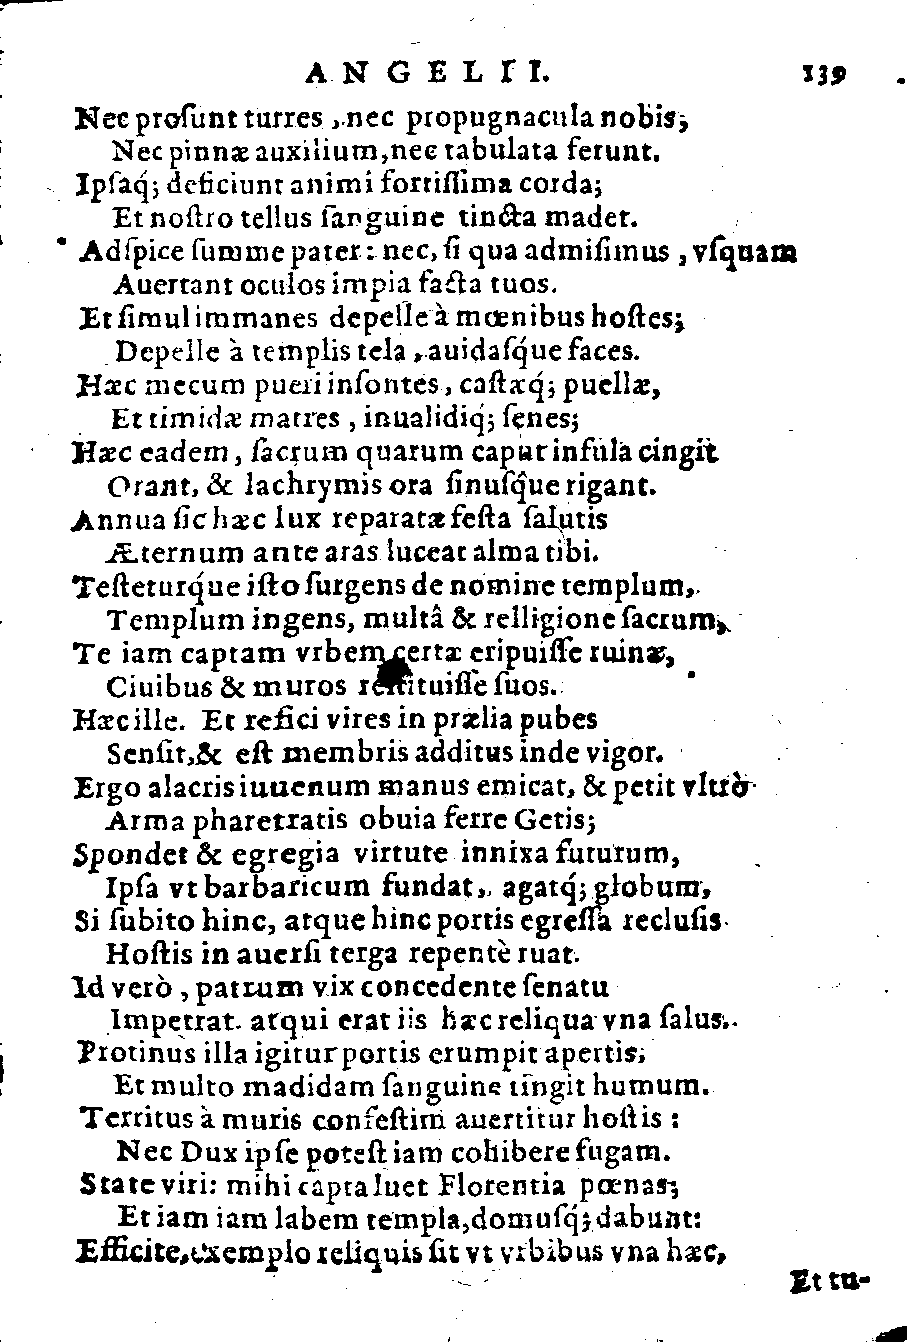 ANGELII. 139
Nec proſunt turres, nec propugnacula nobis;
Nec pinnæ auxilium, nec tabulata ferunt.
Ipſaq́; deficiunt animi fortiſſima corda;
Et noſtro tellus ſanguine tincta madet.
Adſpice ſumme pater: nec, ſi qua admiſimus, vſquam
Auertant oculos impia facta tuos.
Et ſimul immanes depelle à mœnibus hoſtes;
Depelle à templis tela, auidaſq́ue faces.
Hæc mecum pueri inſontes, caſtæq́; puellæ,
Et timidæ matres, inualidiq́; ſenes;
Hæc eadem, ſacrum quarum caput infula cingit
Orant, & lachrymis ora ſinuſq̂ue rigant.
Annua ſic hæc lux reparatæ feſta ſalutis
Æternum ante aras luceat alma tibi.
Teſteturq́ue iſto ſurgens de nomine templum,
Templum ingens, multâ & relligione ſacrum,
Te iam captam vrbem certæ eripuiſſe ruinæ,
Ciuibus & muros reſtituiſſe ſuos.
Hæc ille. Et refici vires in prælia pubes
Senſit, & eſt membris additus inde vigor.
Ergo alacris iuuenum manus emicat, & petit vltrò
Arma pharetratis obuia ferre Getis;
Spondet & egregia virtute innixa futurum,
Ipſa vt barbaricum fundat, agatq́; globum,
Si ſubito hinc, atque hinc portis egreſſa recluſis
Hoſtis in auerſi terga repentè ruat.
Id verò, patrum vix concedente ſenatu
Impetrat. atqui erat iis hæc reliqua vna ſalus.
Protinus illa igitur portis erumpit apertis;
Et multo madidam ſanguine tingit humum.
Territus à muris confeſtim auertitur hoſtis:
Nec Dux ipſe poteſt iam cohibere fugam.
State viri: mihi capta luet Florentia pœnas;
Et iam iam labem templa, domuſq́; dabunt:
Efficite, exemplo reliquis ſit vt vrbibus vna hæc,
Et tu-